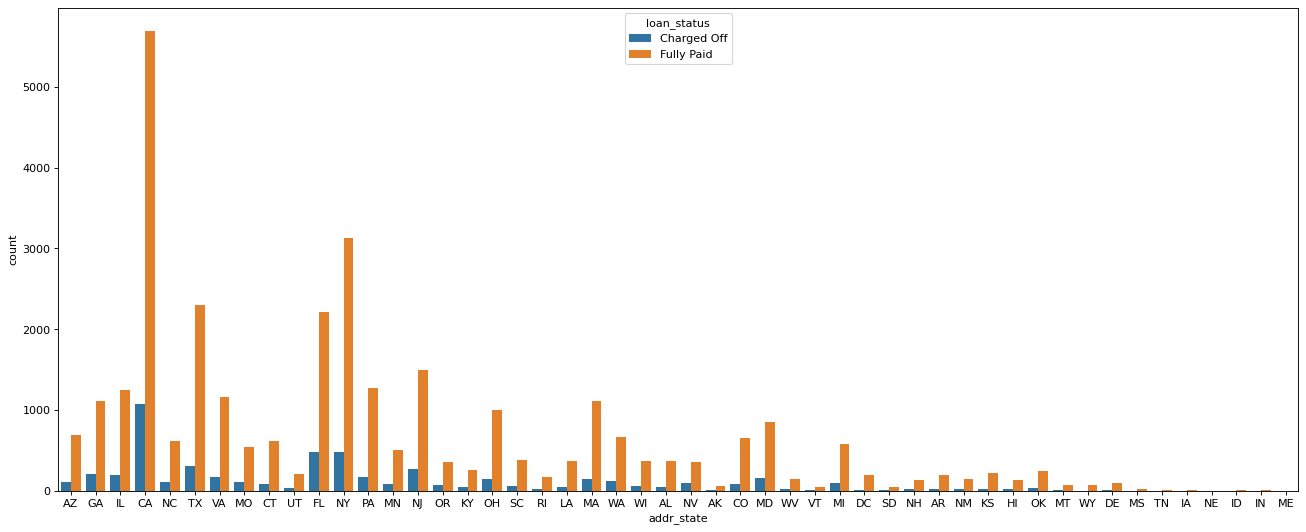 loan_status
Charged Off
Fully Paid
5000
4000
3000
2000
1000
0
count
AZ GA IL CA NC TX VA MO CT UT FL NY PA MN NJ OR KY OH SC RI LA MA WA WI AL NV AK CO MD WV VT MI DC SD NH AR NM KS HI OK MT WY DE MS TN IA NE ID IN ME
addr_state